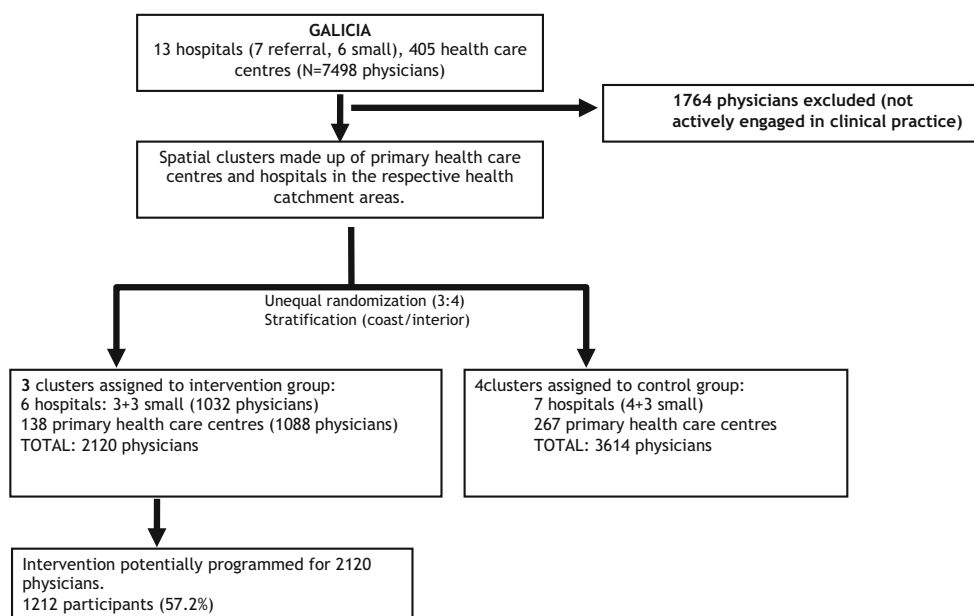 GALICIA
13 hospitals (7 referral, 6 small), 405 health care
centres (N=7498 physicians)
1764 physicians excluded (not
actively engaged in clinical practice)
Spatial clusters made up of primary health care
centres and hospitals in the respective health
catchment areas.
Unequal randomization (3:4)
Stratification (coast/interior)
3 clusters assigned to intervention group:
6 hospitals: 3+3 small (1032 physicians)
138 primary health care centres (1088 physicians)
TOTAL: 2120 physicians
4clusters assigned to control group:
7 hospitals (4+3 small)
267 primary health care centres
TOTAL: 3614 physicians
Intervention potentially programmed for 2120
physicians.
1212 participants (57.2%)